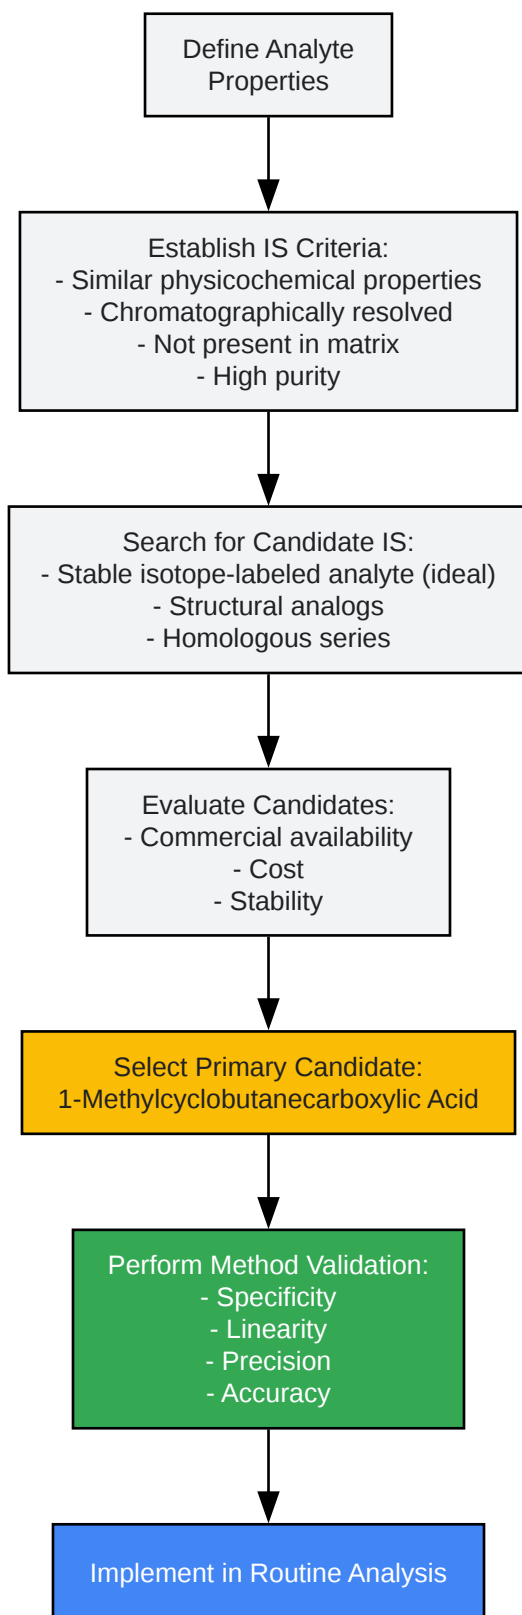 Define Analyte
Properties
Establish IS Criteria:
- Similar physicochemical properties
- Chromatographically resolved
- Not present in matrix
- High purity
Search for Candidate IS:
- Stable isotope-labeled analyte (ideal)
- Structural analogs
- Homologous series
Evaluate Candidates:
- Commercial availability
- Cost
- Stability
Select Primary Candidate:
1-Methylcyclobutanecarboxylic Acid
Perform Method Validation:
- Specificity
- Linearity
- Precision
- Accuracy
Implement in Routine Analysis